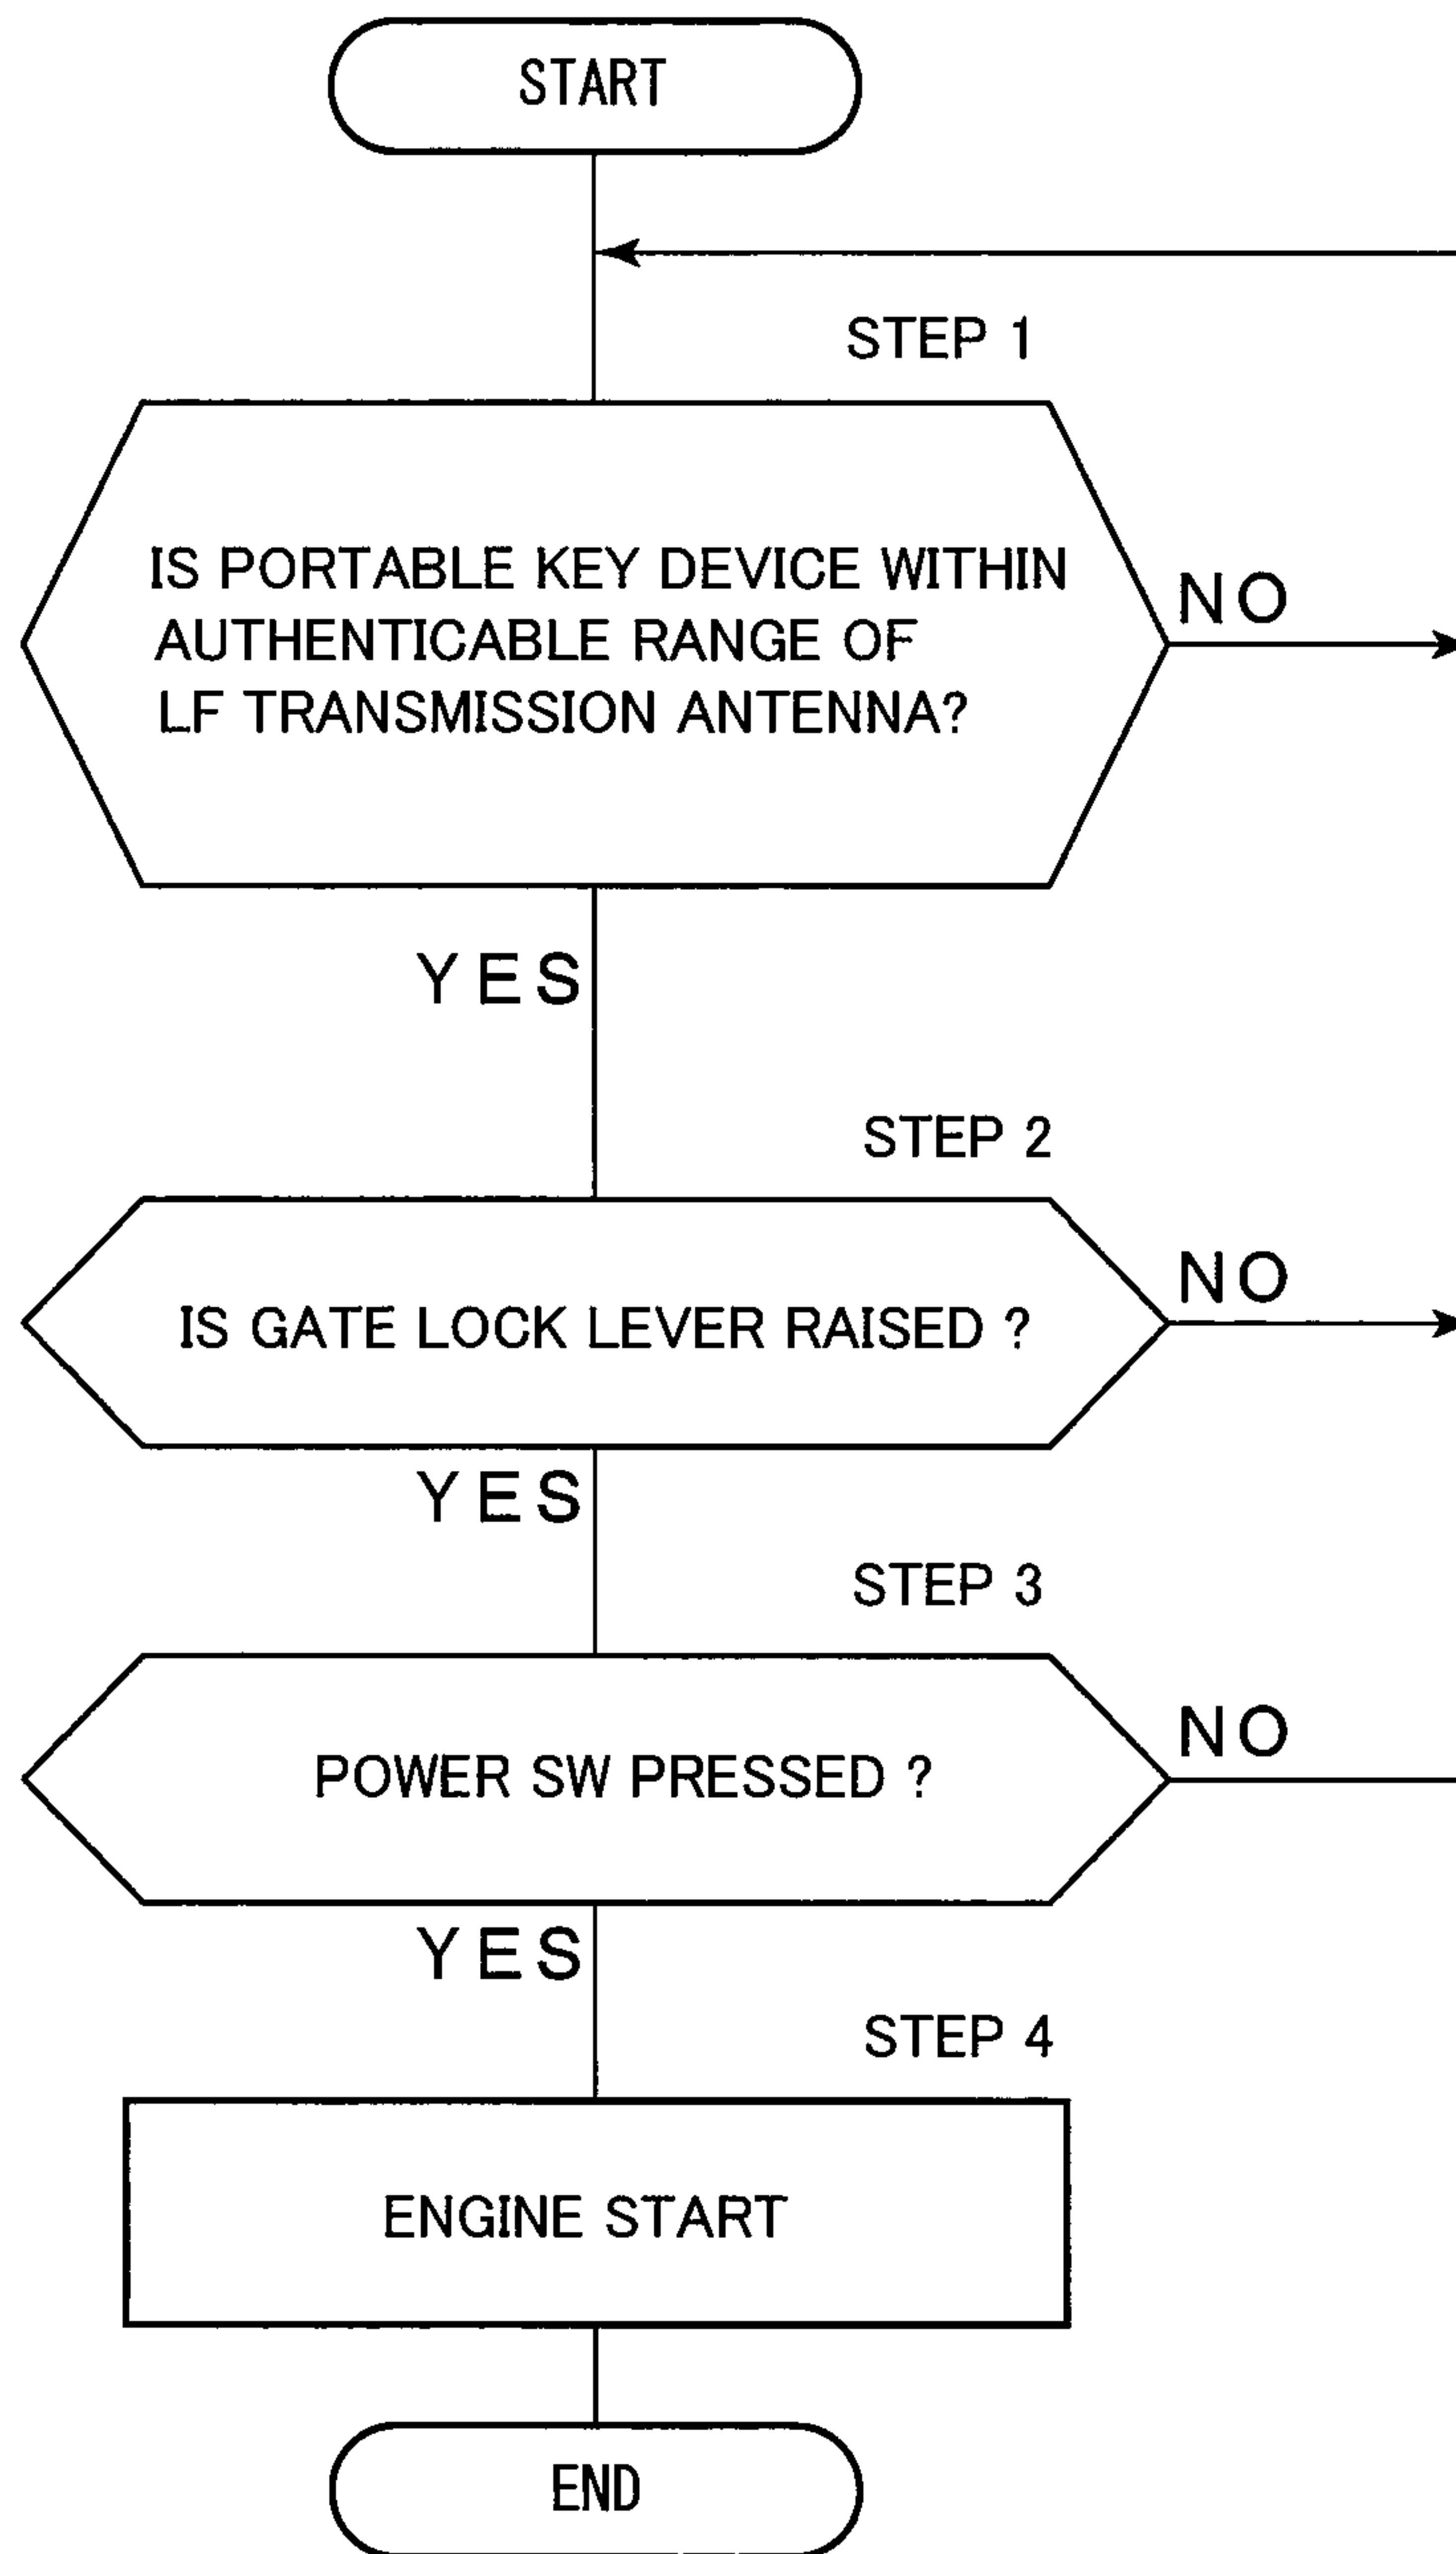 START
STEP 1
IS PORTABLE KEY DEVICE WITHIN
AUTHENTICABLE RANGE OF
LF TRANSMISSION ANTENNA?
NO
YES
STEP 2
IS GATE LOCK LEVER RAISED ?
NO
YES
STEP 3
POWER SW PRESSED ?
NO
YES
STEP 4
ENGINE START
END